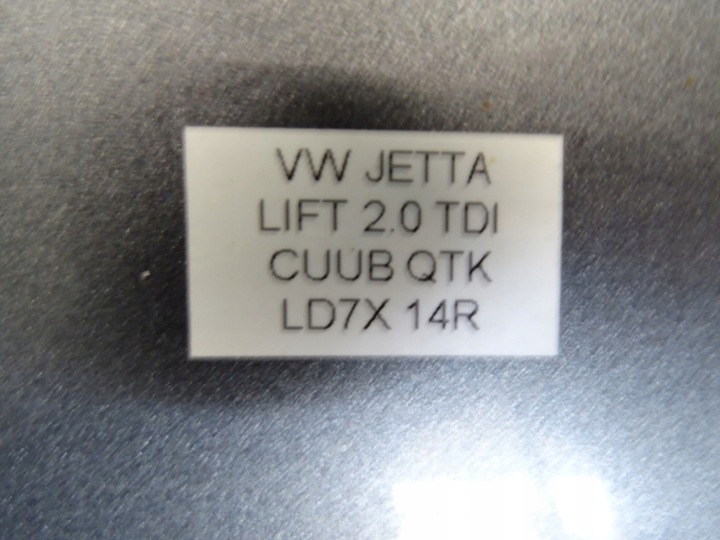 VW JETTA
LIFT 2.0 TDI
CUUB QTK
LD7X 14R